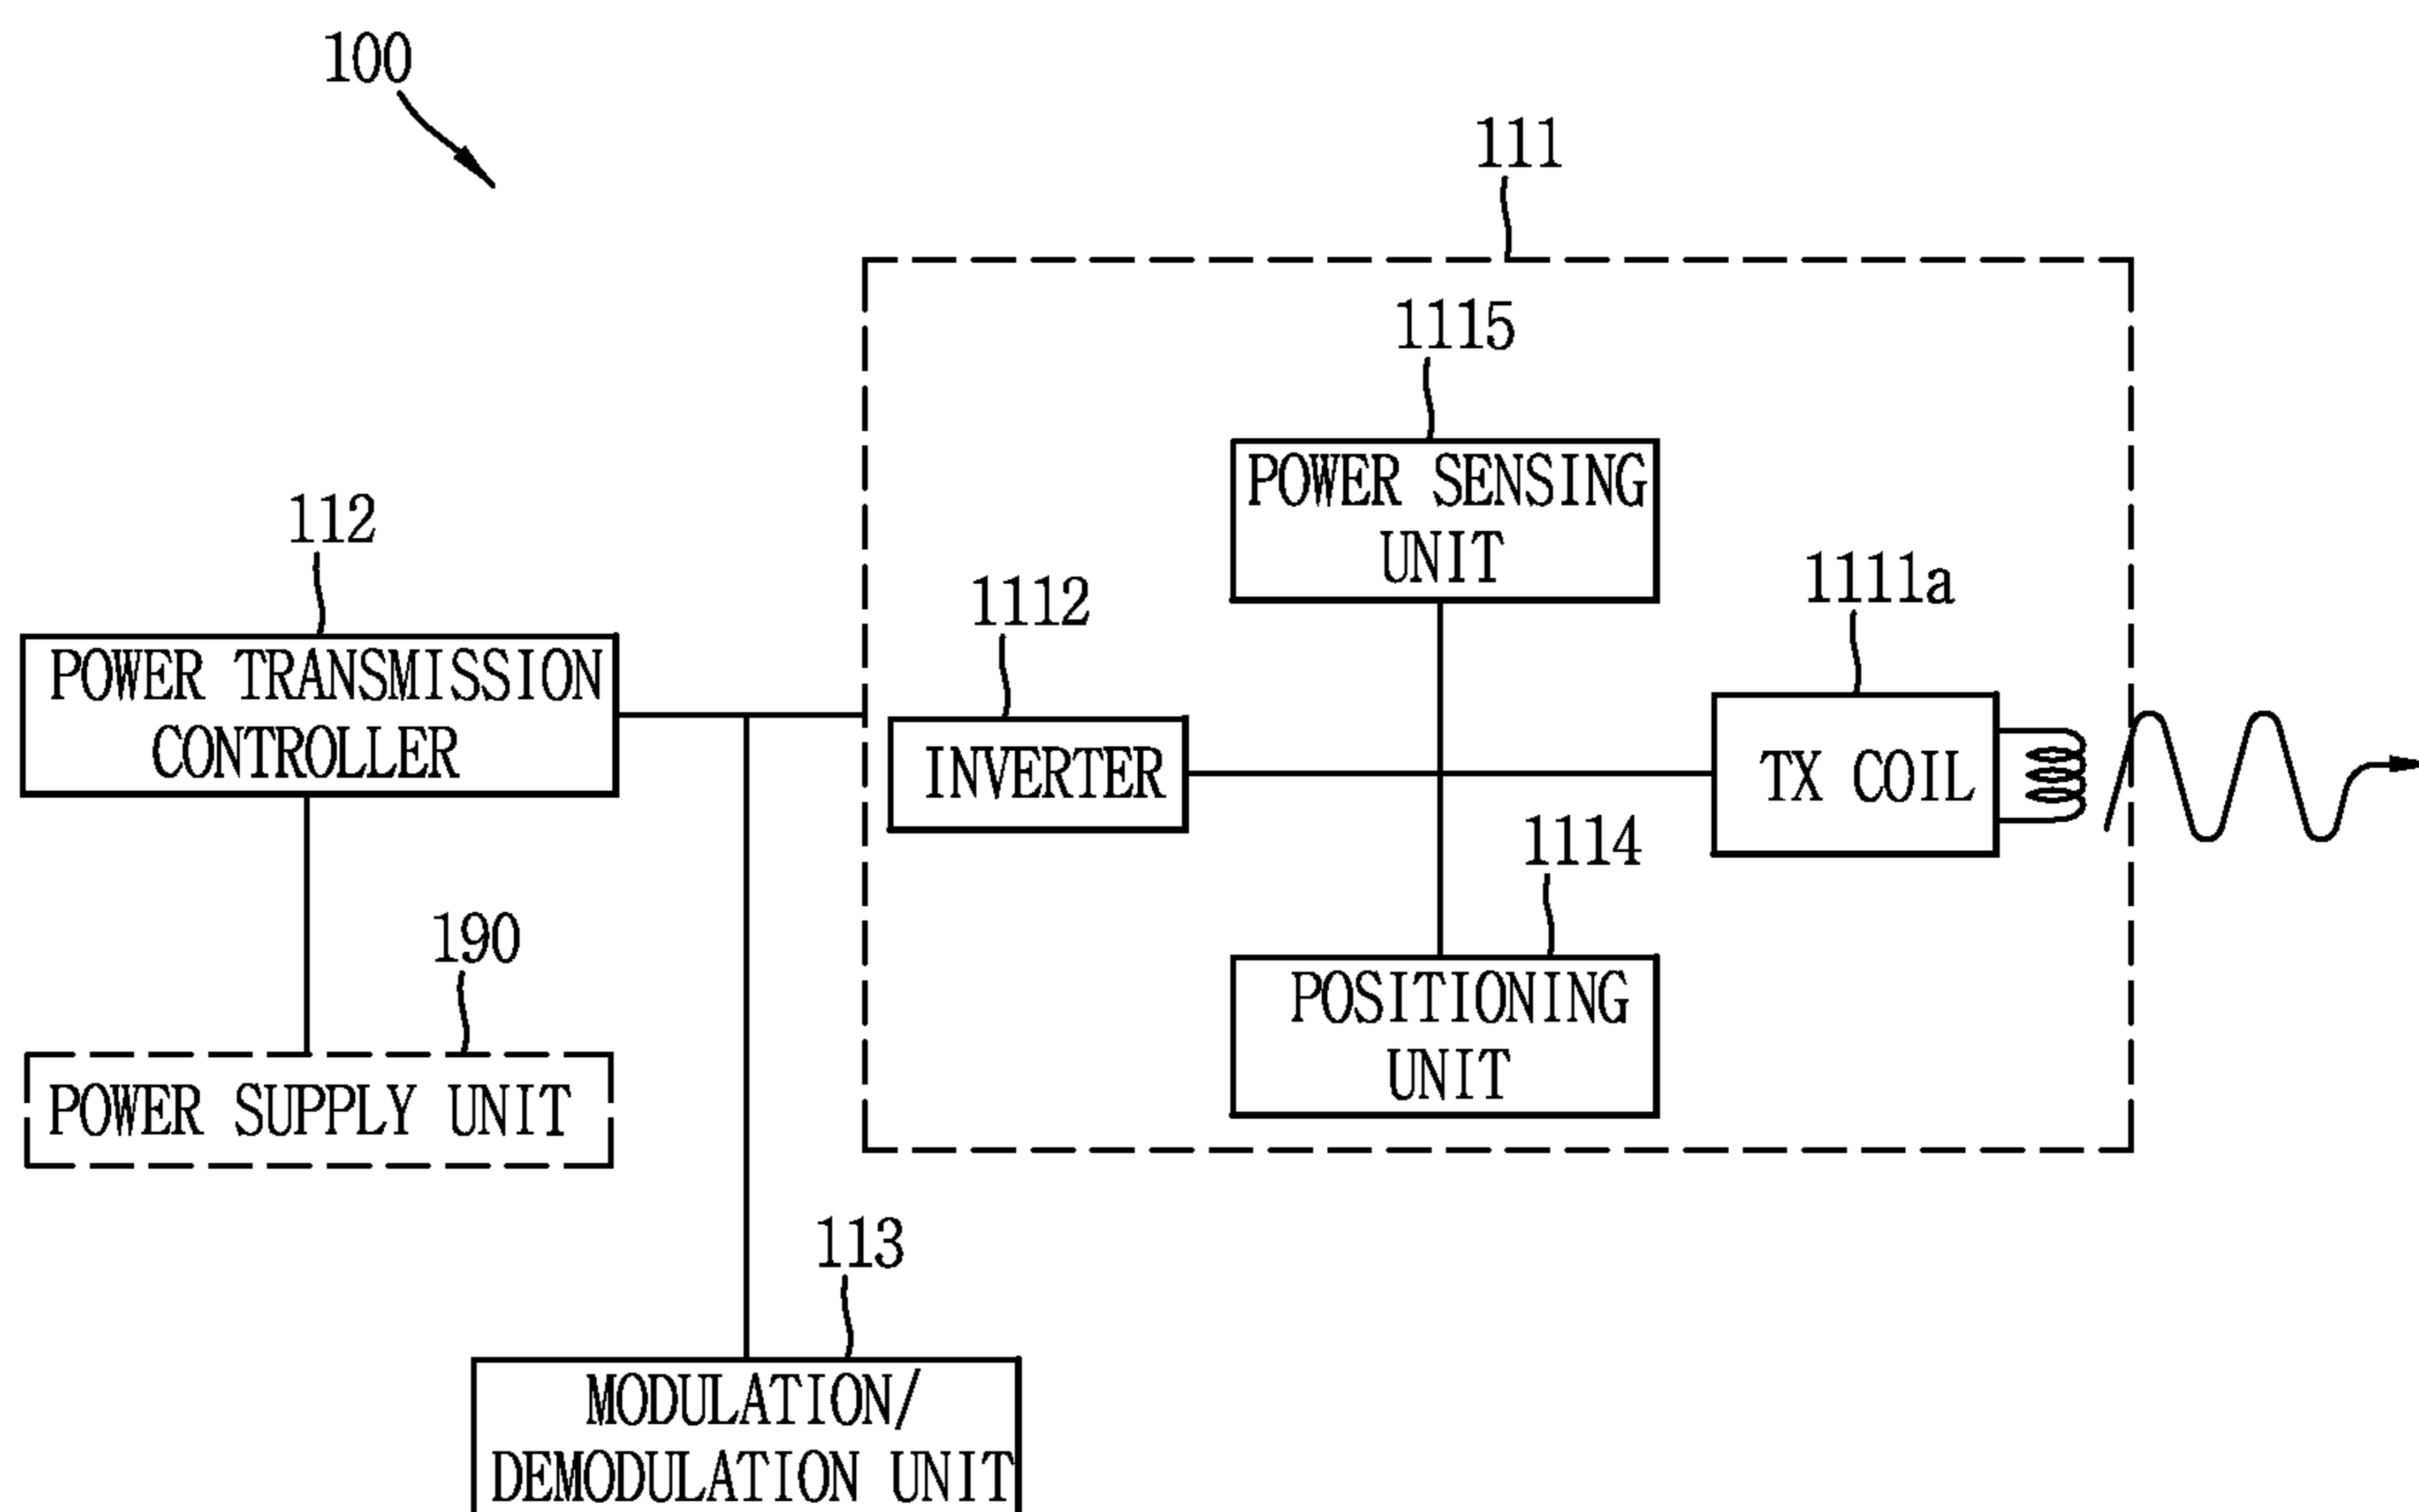 100
111
1115
POWER SENSING
UNIT
112
1112
1111a
POWER TRANSMISSION
CONTROLLER
INVERTER
TX COIL
1114
190
POSITIONING
UNIT
POWER SUPPLY UNIT
113
MODULATION/
DEMODULATION UNIT